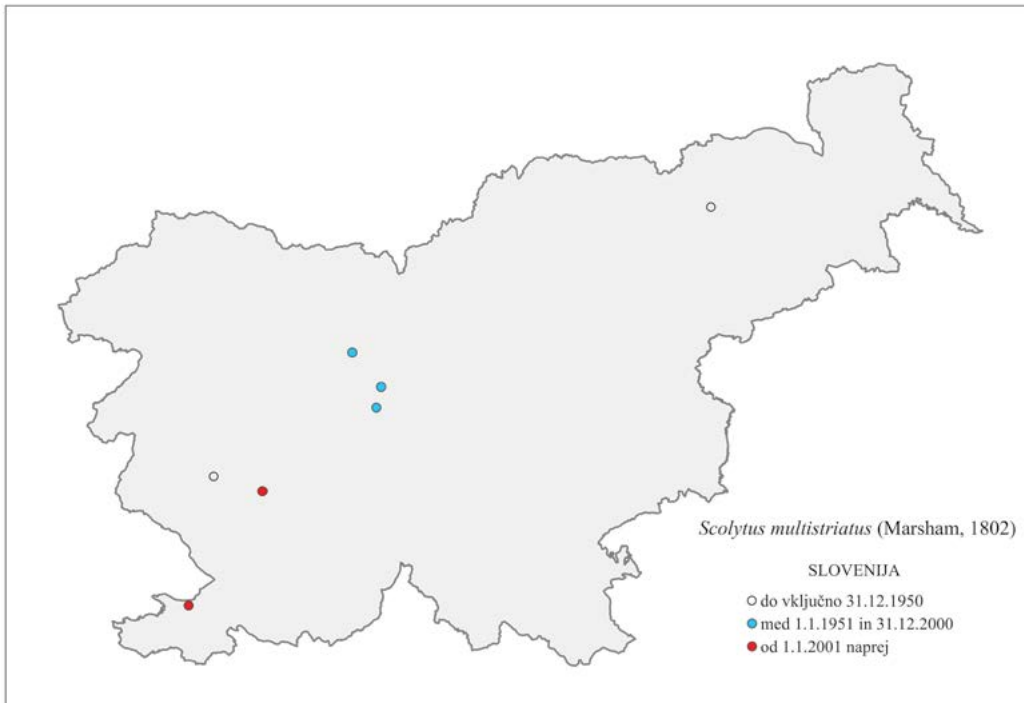 Scolytus multistriatus (Marsham, 1802)
SLOVENIJA
do vključno 31.12.1950
med 1.1.1951 in 31.12.2000
od 1.1.2001 naprej